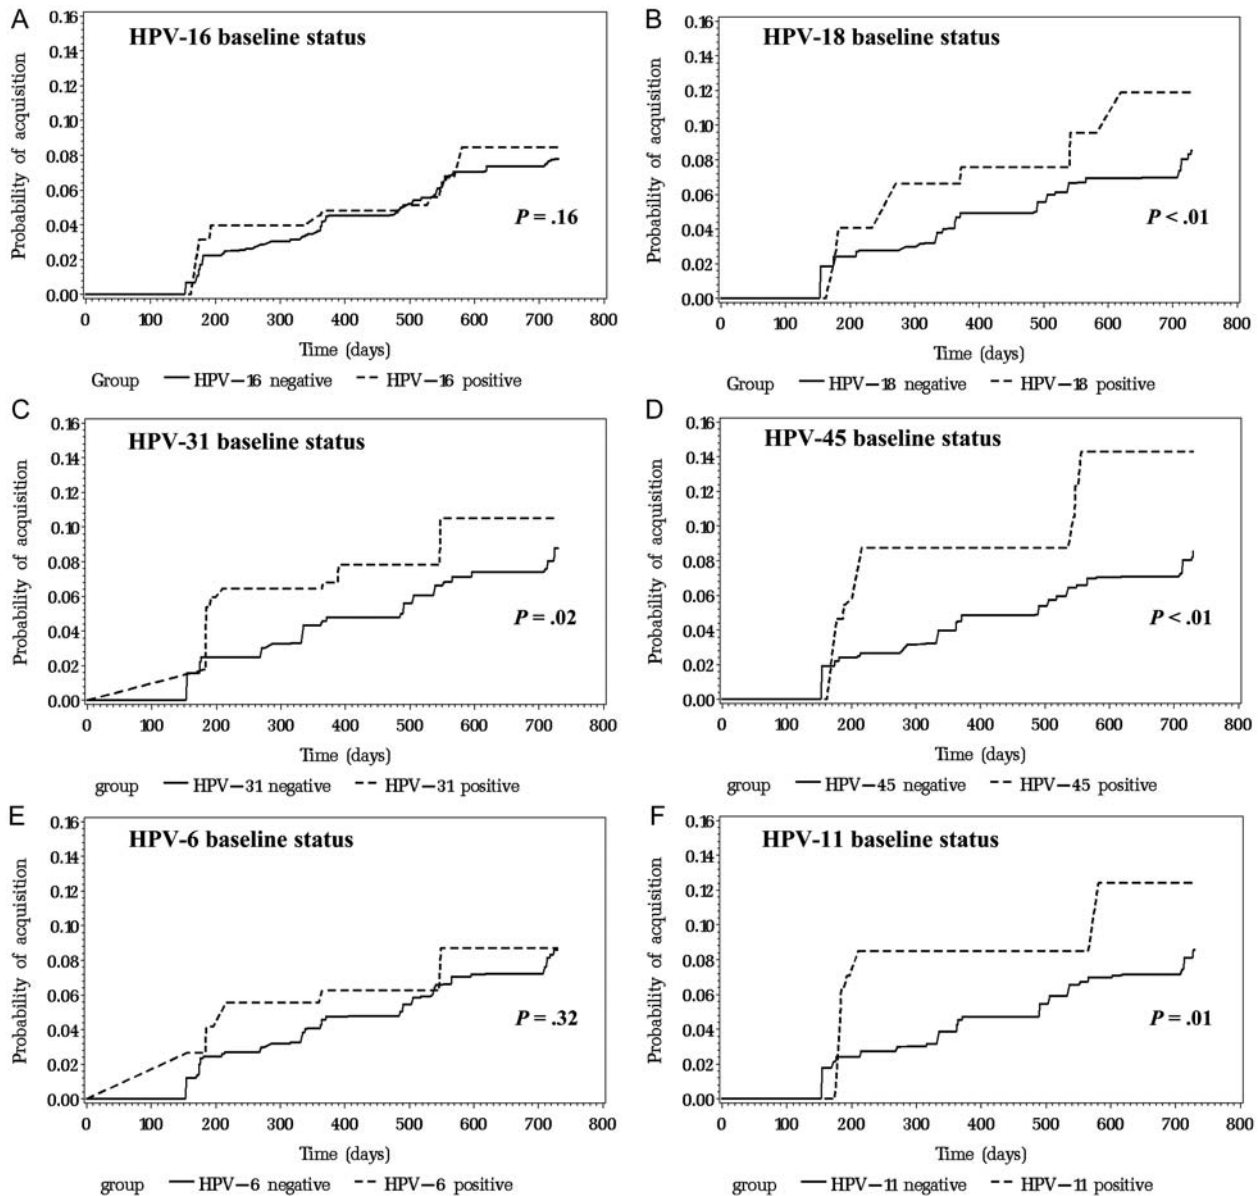 A
HPV-16 baseline status
Probability of acquisition
0.16
0.14
0.12
0.10
0.08
0.06
0.04
0.02
0.00
P = .16
0 100 200 300 400 500 600 700 800
Time (days)
Group HPV–16 negative HPV–16 positive
B
HPV-18 baseline status
Probability of acquisition
0.16
0.14
0.12
0.10
0.08
0.06
0.04
0.02
0.00
P < .01
0 100 200 300 400 500 600 700 800
Time (days)
Group HPV–18 negative HPV–18 positive
C
HPV-31 baseline status
Probability of acquisition
0.16
0.14
0.12
0.10
0.08
0.06
0.04
0.02
0.00
P = .02
0 100 200 300 400 500 600 700 800
Time (days)
group HPV–31 negative HPV–31 positive
D
HPV-45 baseline status
Probability of acquisition
0.16
0.14
0.12
0.10
0.08
0.06
0.04
0.02
0.00
P < .01
0 100 200 300 400 500 600 700 800
Time (days)
group HPV–45 negative HPV–45 positive
E
HPV-6 baseline status
Probability of acquisition
0.16
0.14
0.12
0.10
0.08
0.06
0.04
0.02
0.00
P = .32
0 100 200 300 400 500 600 700 800
Time (days)
group HPV–6 negative HPV–6 positive
F
HPV-11 baseline status
Probability of acquisition
0.16
0.14
0.12
0.10
0.08
0.06
0.04
0.02
0.00
P = .01
0 100 200 300 400 500 600 700 800
Time (days)
group HPV–11 negative HPV–11 positive